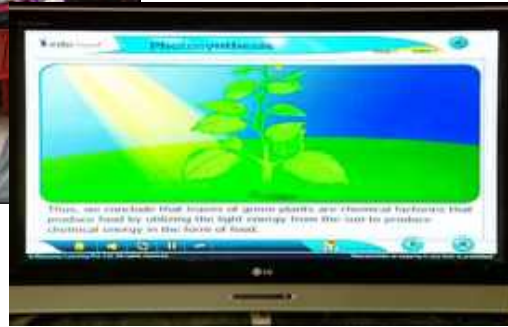 Photosynthesis
Thus, we conclude that leaves of green plants are chemical factories that
produce food by utilizing the light energy from the sun to produce
chemical energy in the form of food.
LG